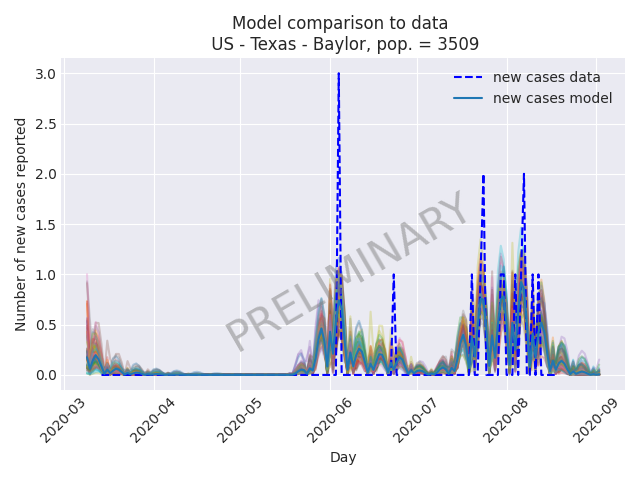 Model comparison to data
US - Texas - Baylor, pop. = 3509
new cases data
new cases model
Number of new cases reported
3.0
2.5
2.0
1.5
1.0
0.5
0.0
PRELIMINARY
2020-03
2020-04
2020-05
2020-06
2020-07
2020-08
2020-09
Day